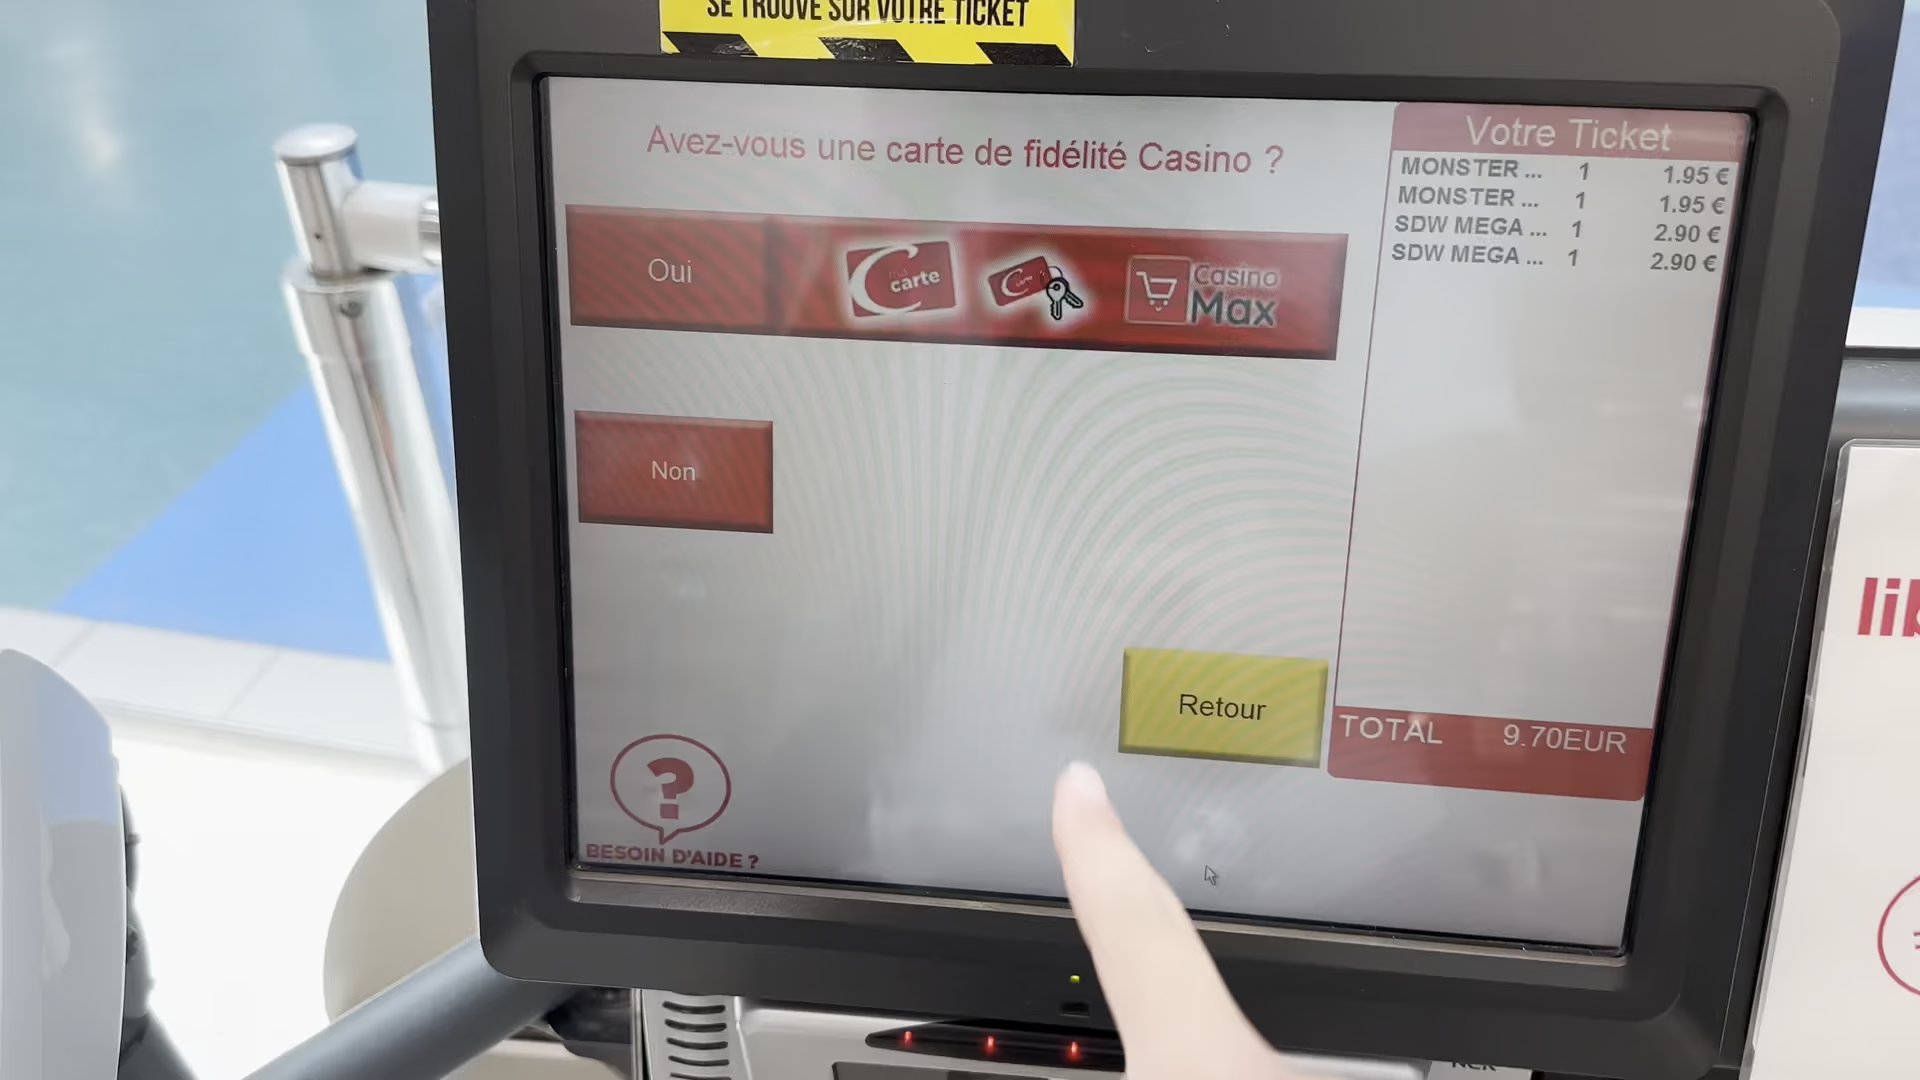 SE TROUVE SUR VOTRE TICKET
Avez-vous une carte de fidélité Casino ?
Oui
carte
Casino
Max
Non
Retour
BESOIN D'AIDE ?
Votre Ticket
MONSTER ... 1 1.95 €
MONSTER ... 1 1.95 €
SDW MEGA ... 1 2.90 €
SDW MEGA ... 1 2.90 €
TOTAL 9.70EUR